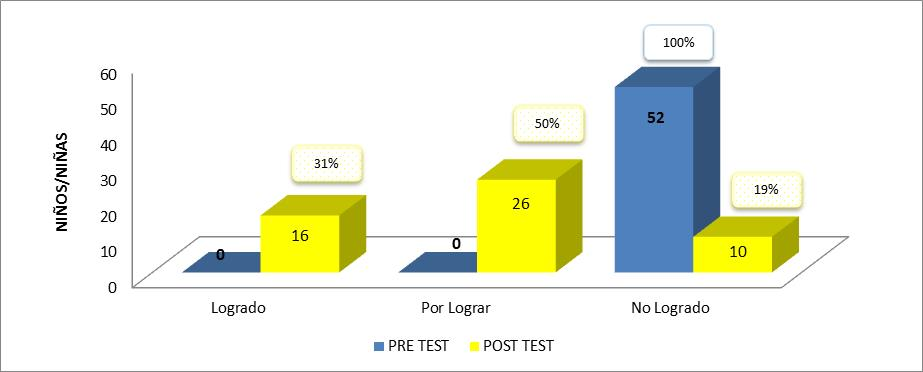 100%
60
50
40
30
20
10
0
NIÑOS/NIÑAS
50%
31%
19%
52
26
16
10
0
0
Logrado
Por Lograr
No Logrado
PRE TEST
POST TEST